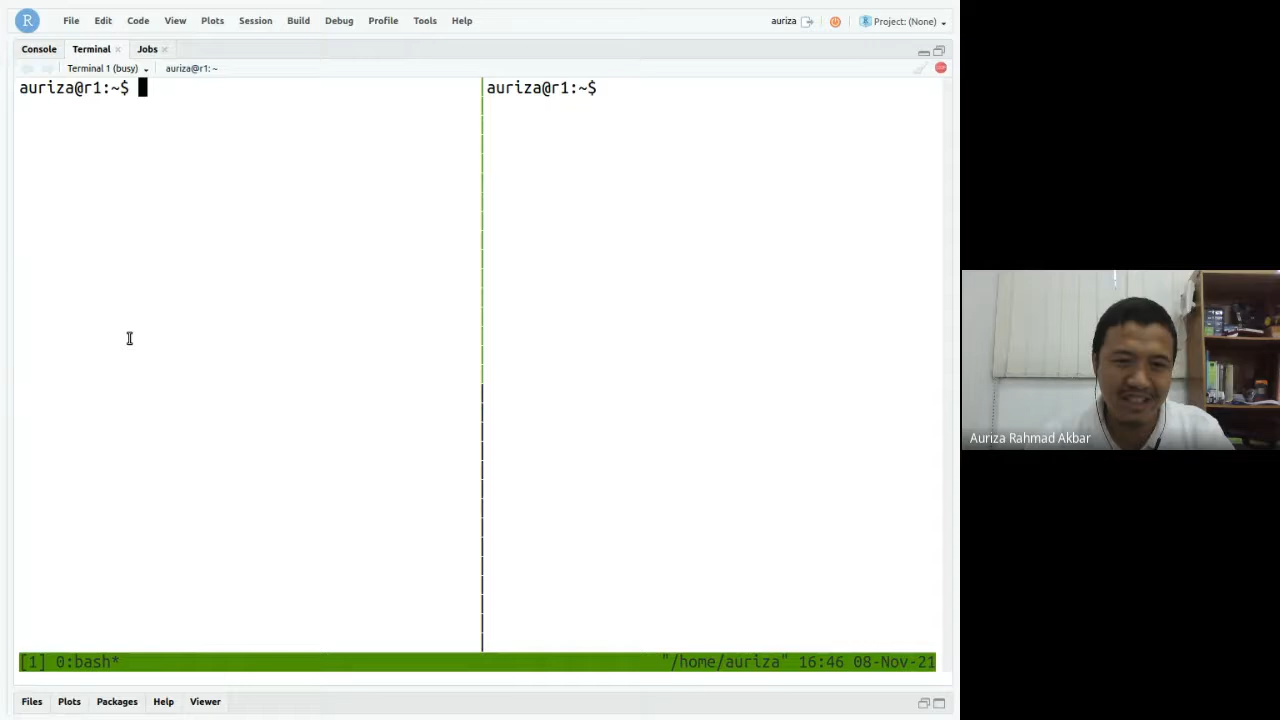 R File Edit Code View Plots Session Build Debug Profile Tools Help auriza Project: (None)
Console Terminal Jobs
Terminal 1 (busy) auriza@r1: ~
auriza@r1:~$
auriza@r1:~$
[1] 0:bash* "/home/auriza" 16:46 08-Nov-21
Files Plots Packages Help Viewer
Auriza Rahmad Akbar